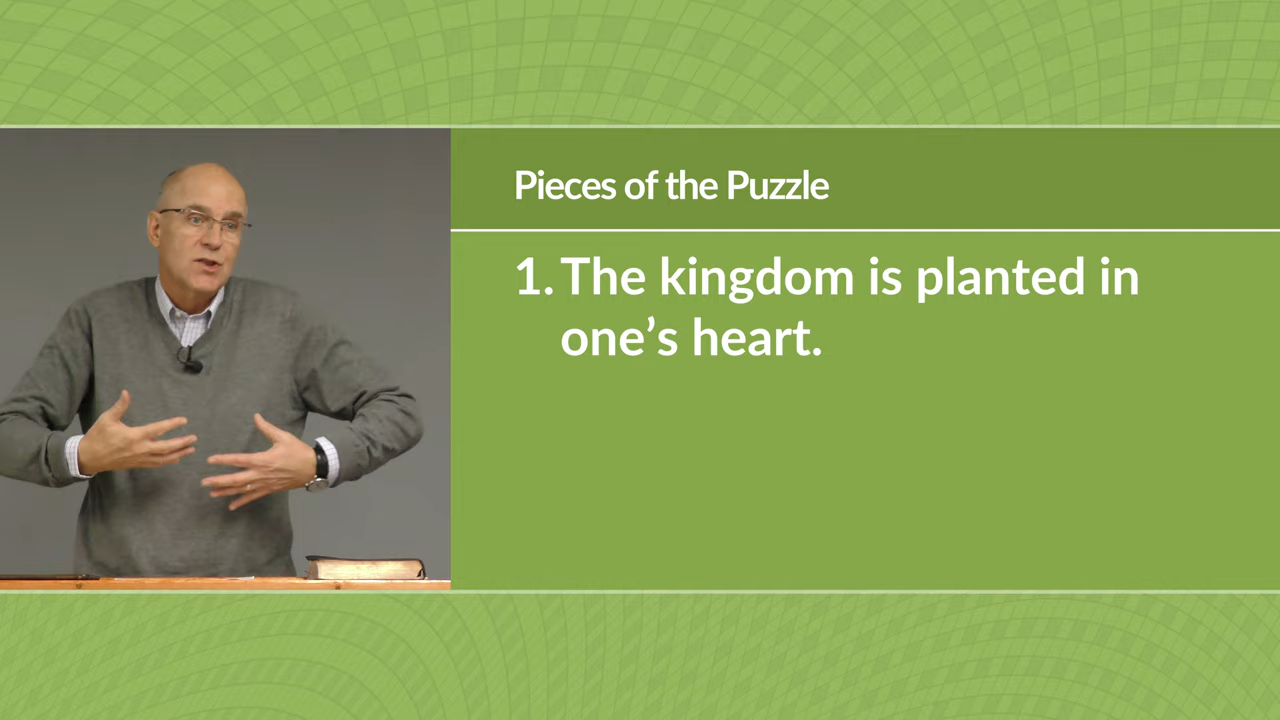 Pieces of the Puzzle
1. The kingdom is planted in
one’s heart.